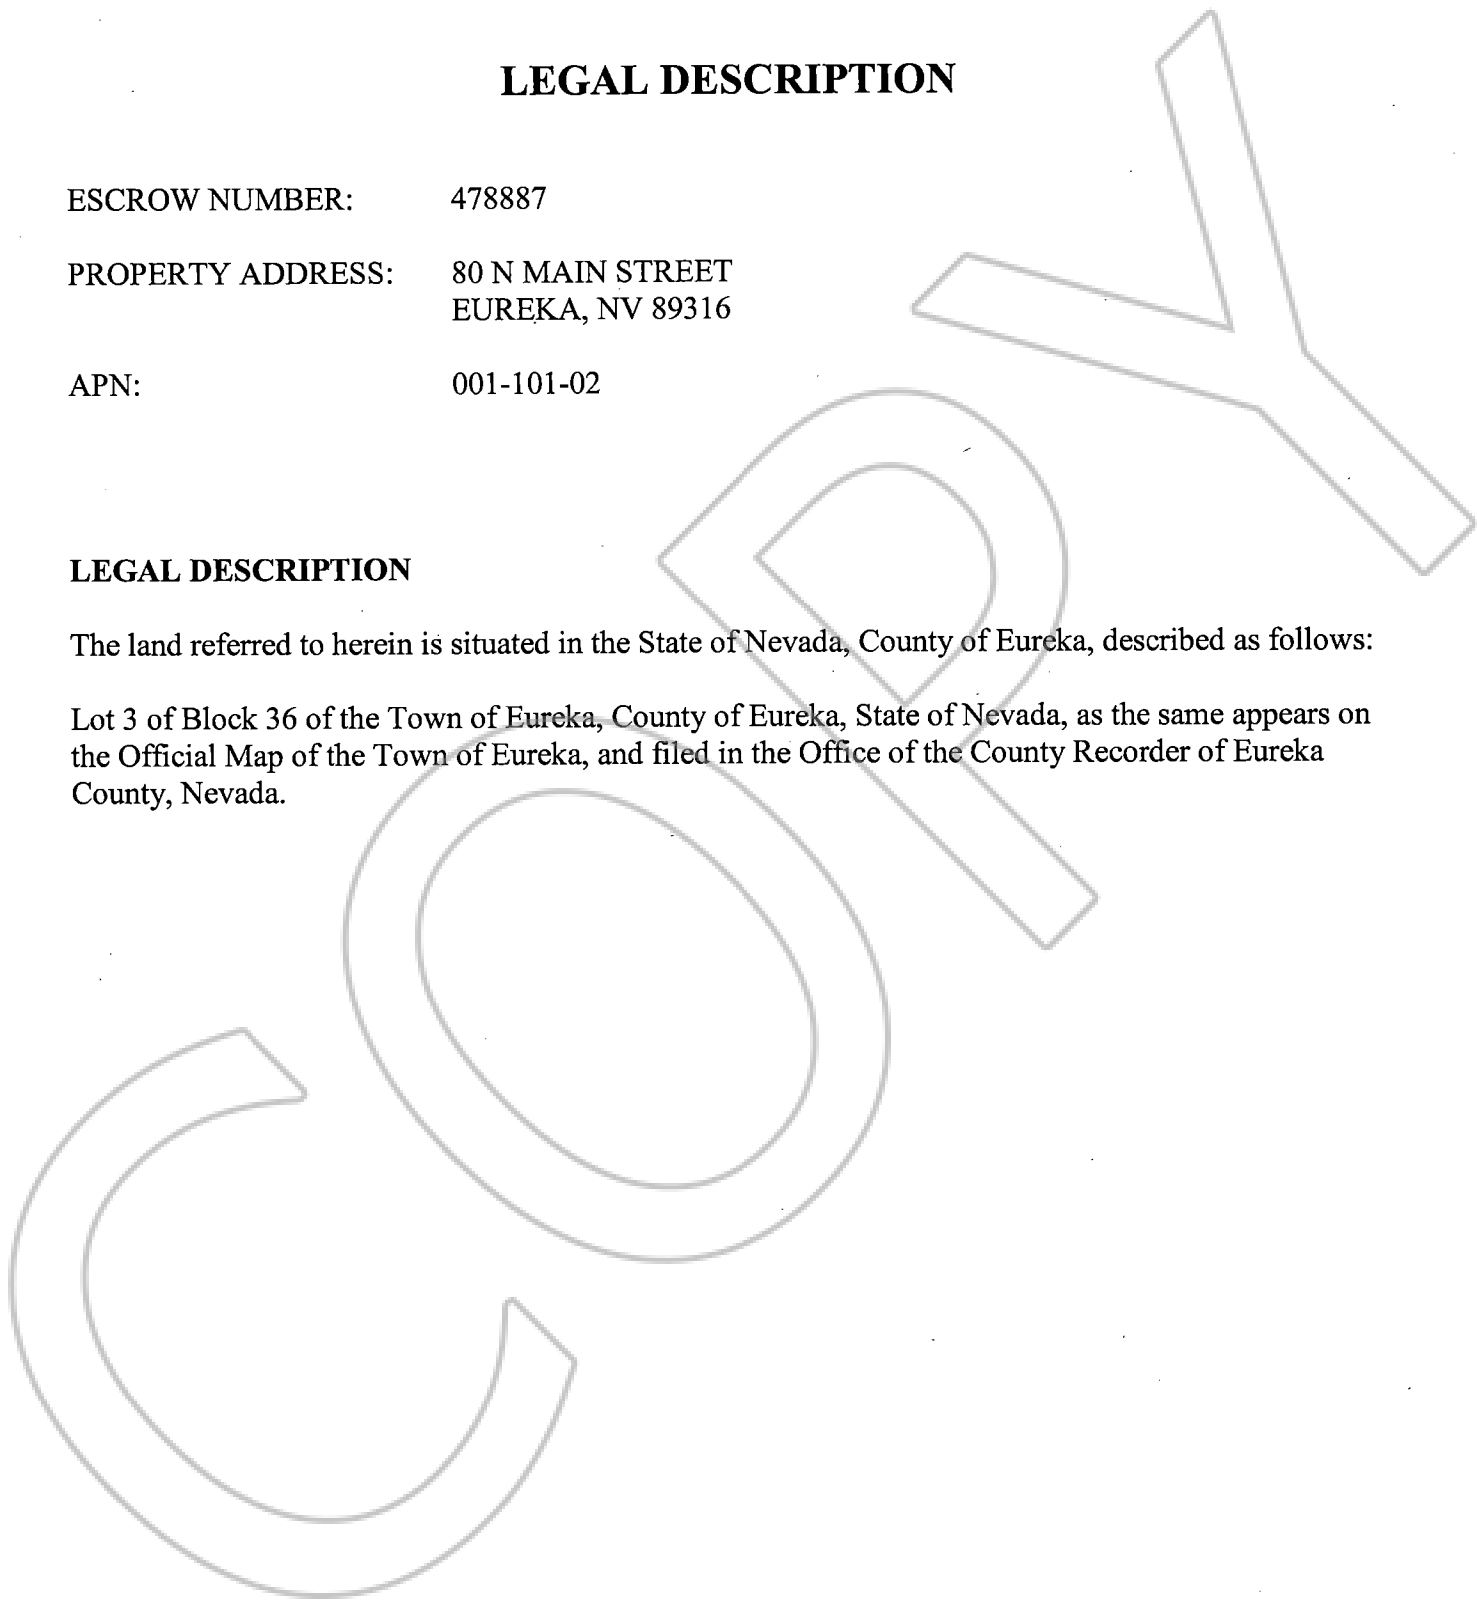 LEGAL DESCRIPTION
ESCROW NUMBER: 478887
PROPERTY ADDRESS: 80 N MAIN STREET
EUREKA, NV 89316
APN: 001-101-02
LEGAL DESCRIPTION
The land referred to herein is situated in the State of Nevada, County of Eureka, described as follows:
Lot 3 of Block 36 of the Town of Eureka, County of Eureka, State of Nevada, as the same appears on
the Official Map of the Town of Eureka, and filed in the Office of the County Recorder of Eureka
County, Nevada.
COPY